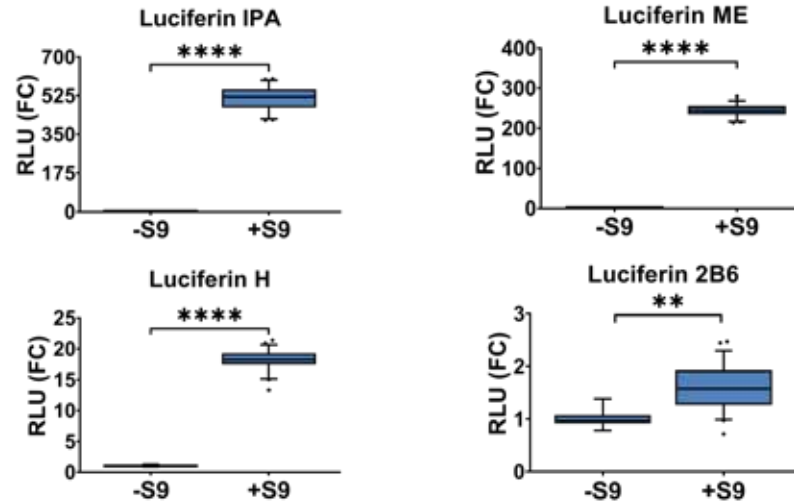 Luciferin IPA
****
RLU (FC)
700
525
350
175
0
-S9
+S9
Luciferin ME
****
RLU (FC)
400
300
200
100
0
-S9
+S9
Luciferin H
****
RLU (FC)
25
20
15
10
5
0
-S9
+S9
Luciferin 2B6
**
RLU (FC)
3
2
1
0
-S9
+S9